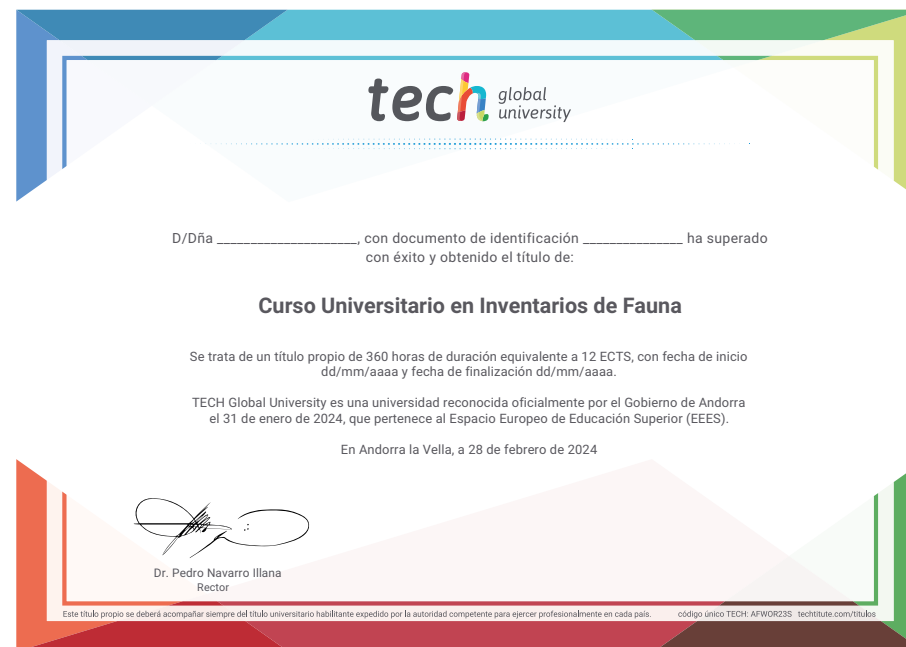 tech global university
D/Dña _____________________, con documento de identificación _______________ ha superado
con éxito y obtenido el título de:
Curso Universitario en Inventarios de Fauna
Se trata de un título propio de 360 horas de duración equivalente a 12 ECTS, con fecha de inicio
dd/mm/aaaa y fecha de finalización dd/mm/aaaa.
TECH Global University es una universidad reconocida oficialmente por el Gobierno de Andorra
el 31 de enero de 2024, que pertenece al Espacio Europeo de Educación Superior (EEES).
En Andorra la Vella, a 28 de febrero de 2024
Dr. Pedro Navarro Illana
Rector
Este título propio se deberá acompañar siempre del título universitario habilitante expedido por la autoridad competente para ejercer profesionalmente en cada país. código único TECH: AFWOR23S techtitute.com/titulos